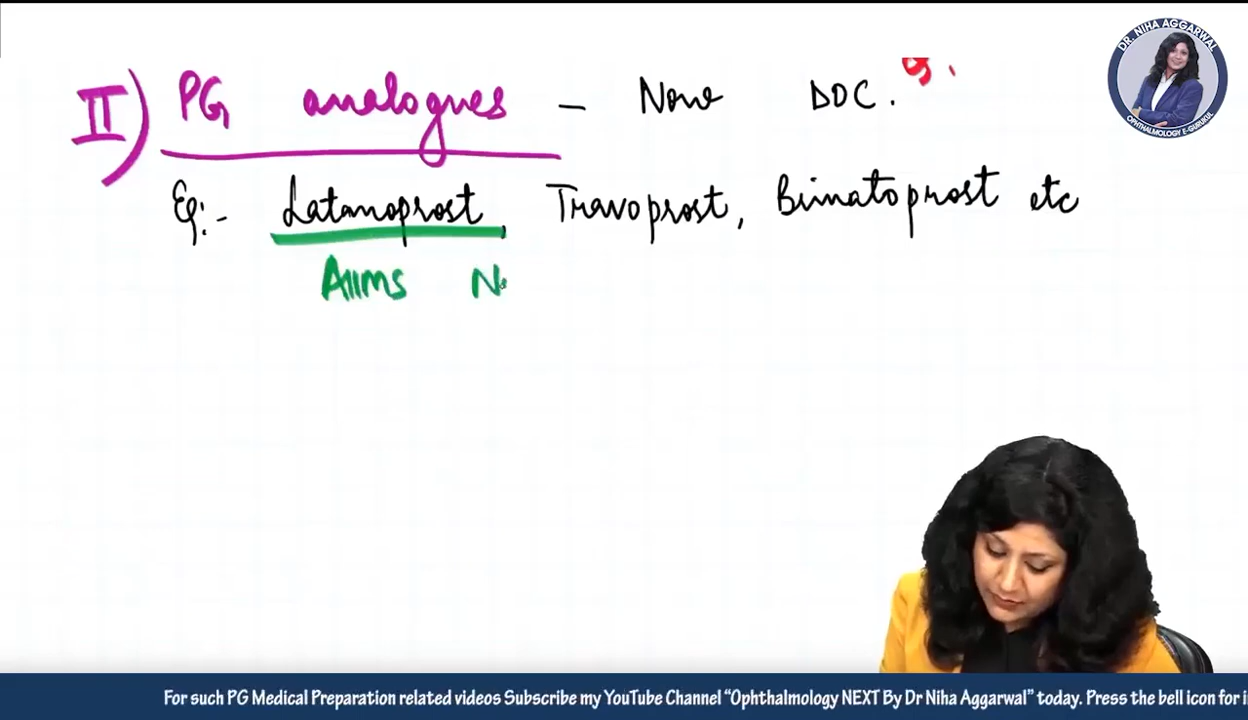 DR. NIHA AGGARWAL
OPHTHALMOLOGY E-GURUKUL
II) PG analogues - Now DOC.
Eg:- Latanoprost, Travoprost, Bimatoprost etc
AIIMS
For such PG Medical Preparation related videos Subscribe my YouTube Channel "Ophthalmology NEXT By Dr Niha Aggarwal" today. Press the bell icon for i